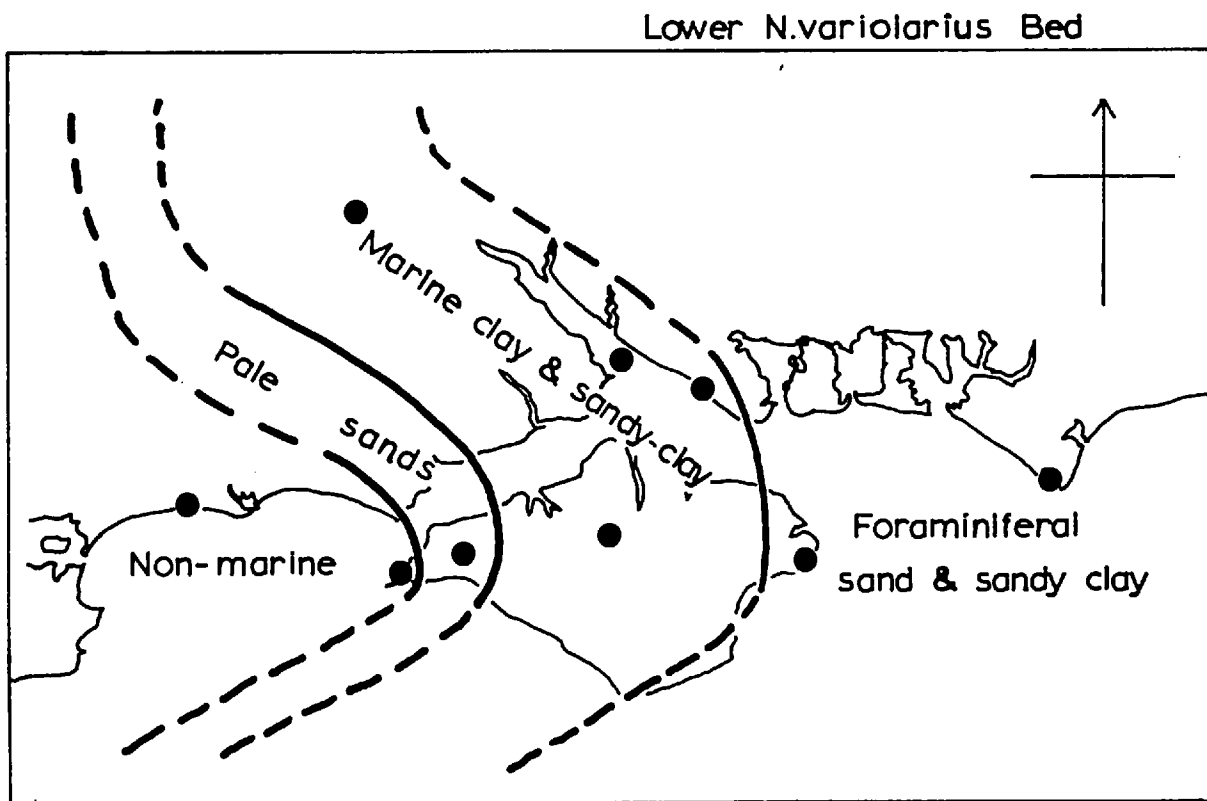 Lower N.variolarius Bed
Marine clay & sandy-clay
Pale
sands
Non-marine
Foraminiferal
sand & sandy clay